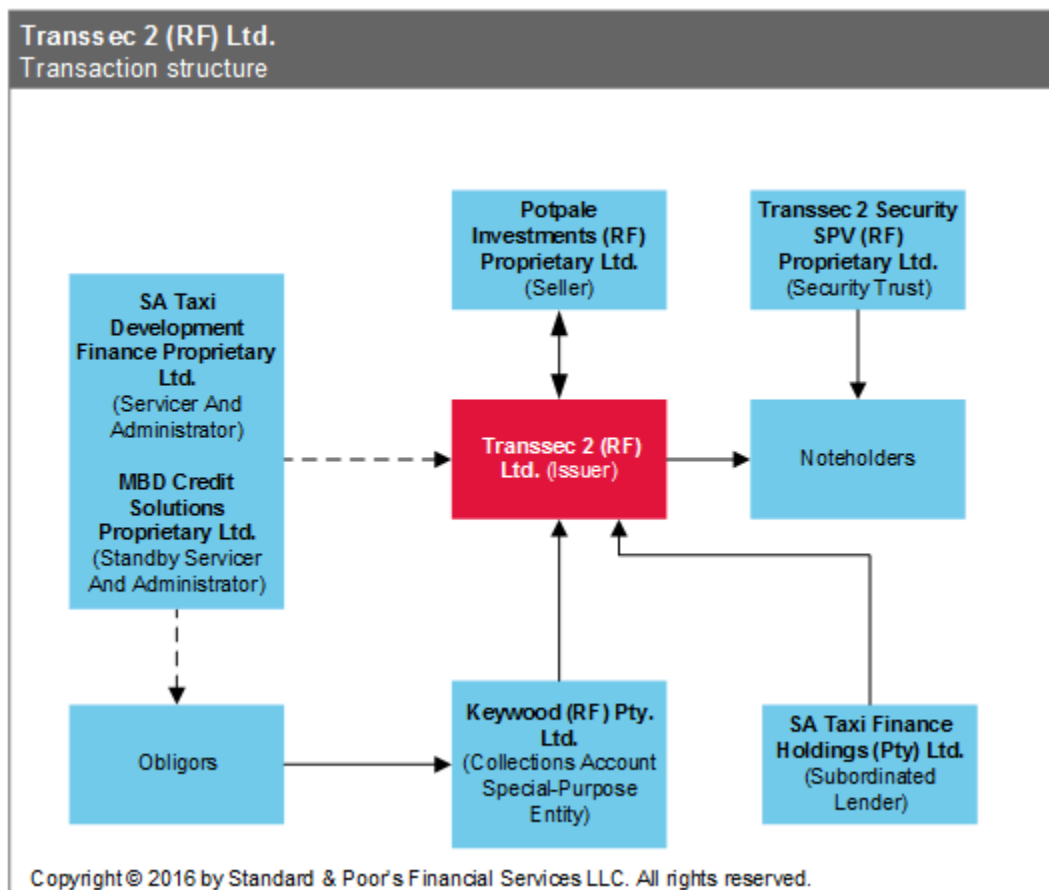 Transsec 2 (RF) Ltd.
Transaction structure
Potpale
Investments (RF)
Proprietary Ltd.
(Seller)
Transsec 2 Security
SPV (RF)
Proprietary Ltd.
(Security Trust)
SA Taxi
Development
Finance Proprietary
Ltd.
(Servicer And
Administrator)
MBD Credit
Solutions
Proprietary Ltd.
(Standby Servicer
And Administrator)
Transsec 2 (RF)
Ltd. (Issuer)
Noteholders
Obligors
Keywood (RF) Pty.
Ltd.
(Collections Account
Special-Purpose
Entity)
SA Taxi Finance
Holdings (Pty) Ltd.
(Subordinated
Lender)
Copyright © 2016 by Standard & Poor's Financial Services LLC. All rights reserved.